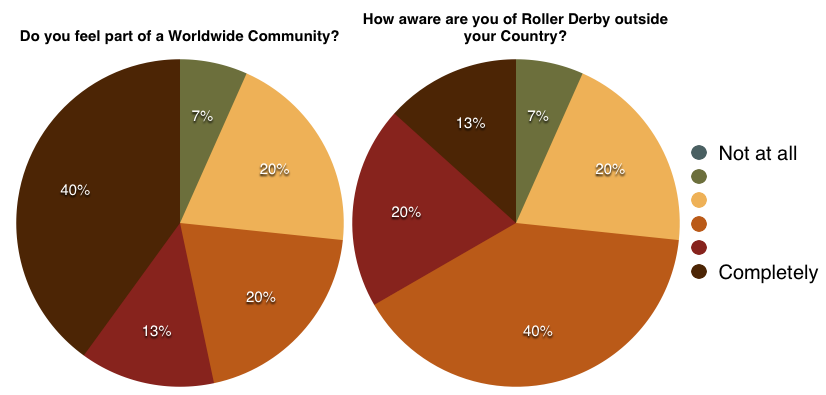 Do you feel part of a Worldwide Community?
7%
20%
40%
20%
13%
How aware are you of Roller Derby outside
your Country?
13%
7%
20%
20%
40%
Not at all
Completely